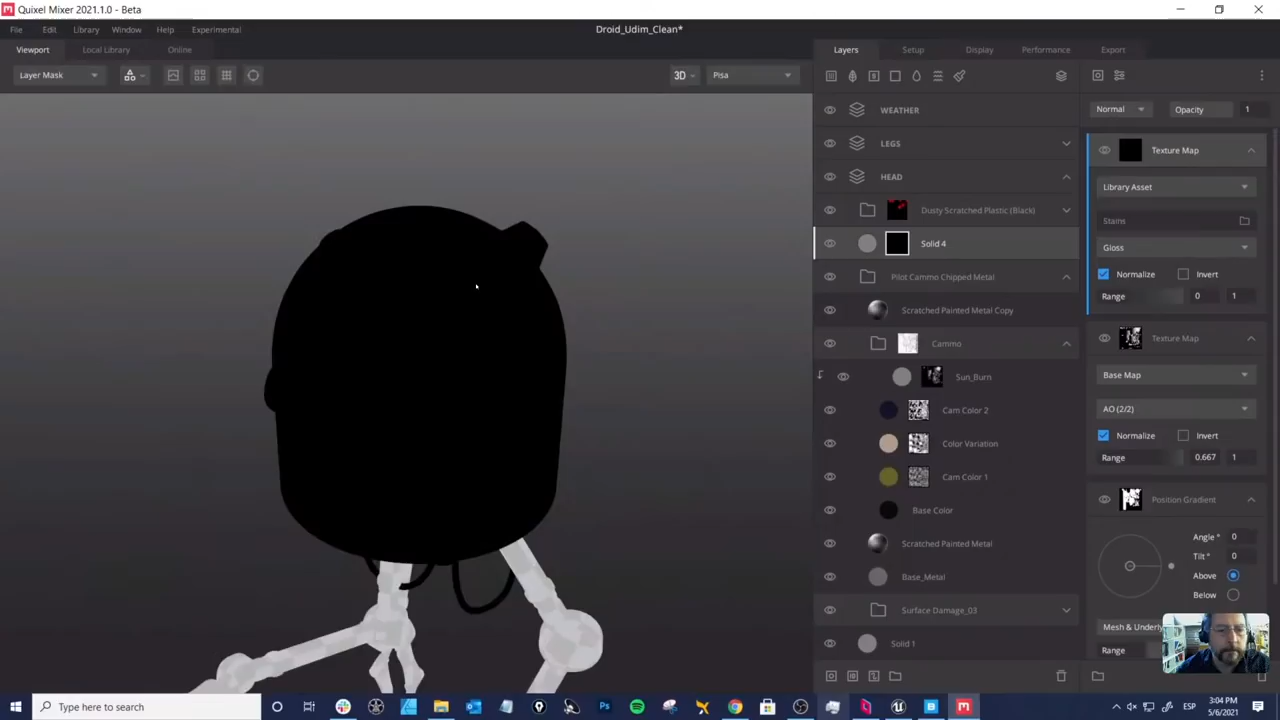 Quixel Mixer 2021.1.0 - Beta
File Edit Library Window Help Experimental
Droid_Udim_Clean*
Viewport Local Library Online
Layers Setup Display Performance Export
Layer Mask
3D Pisa
WEATHER
LEGS
HEAD
Dusty Scratched Plastic (Black)
Solid 4
Pilot Cammo Chipped Metal
Scratched Painted Metal Copy
Cammo
Sun_Burn
Cam Color 2
Color Variation
Cam Color 1
Base Color
Scratched Painted Metal
Base_Metal
Surface Damage_03
Solid 1
Normal Opacity 1
Texture Map
Library Asset
Stains
Gloss
Normalize Invert
Range 0 1
Texture Map
Base Map
AO (2/2)
Normalize Invert
Range 0.667 1
Position Gradient
Angle ° 0
Tilt ° 0
Above
Below
Mesh & Underly
Range
Type here to search
ESP
3:04 PM
5/6/2021